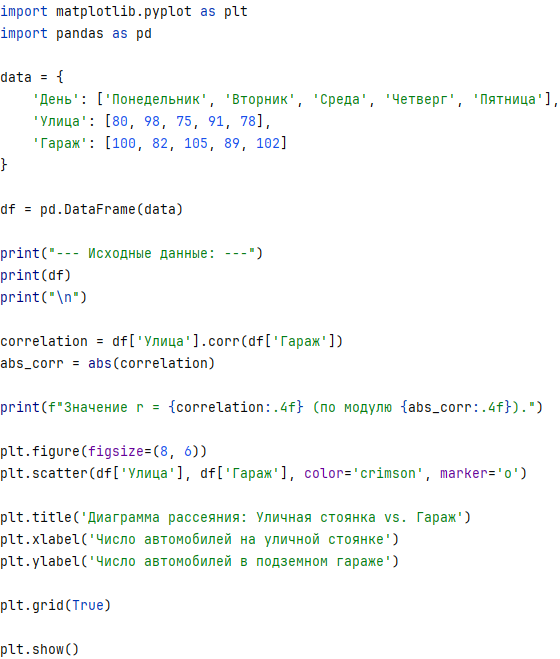 import matplotlib.pyplot as plt
import pandas as pd

data = {
    'День': ['Понедельник', 'Вторник', 'Среда', 'Четверг', 'Пятница'],
    'Улица': [80, 98, 75, 91, 78],
    'Гараж': [100, 82, 105, 89, 102]
}

df = pd.DataFrame(data)

print("--- Исходные данные: ---")
print(df)
print("\n")

correlation = df['Улица'].corr(df['Гараж'])
abs_corr = abs(correlation)

print(f"Значение r = {correlation:.4f} (по модулю {abs_corr:.4f}).")

plt.figure(figsize=(8, 6))
plt.scatter(df['Улица'], df['Гараж'], color='crimson', marker='o')

plt.title('Диаграмма рассеяния: Уличная стоянка vs. Гараж')
plt.xlabel('Число автомобилей на уличной стоянке')
plt.ylabel('Число автомобилей в подземном гараже')

plt.grid(True)

plt.show()